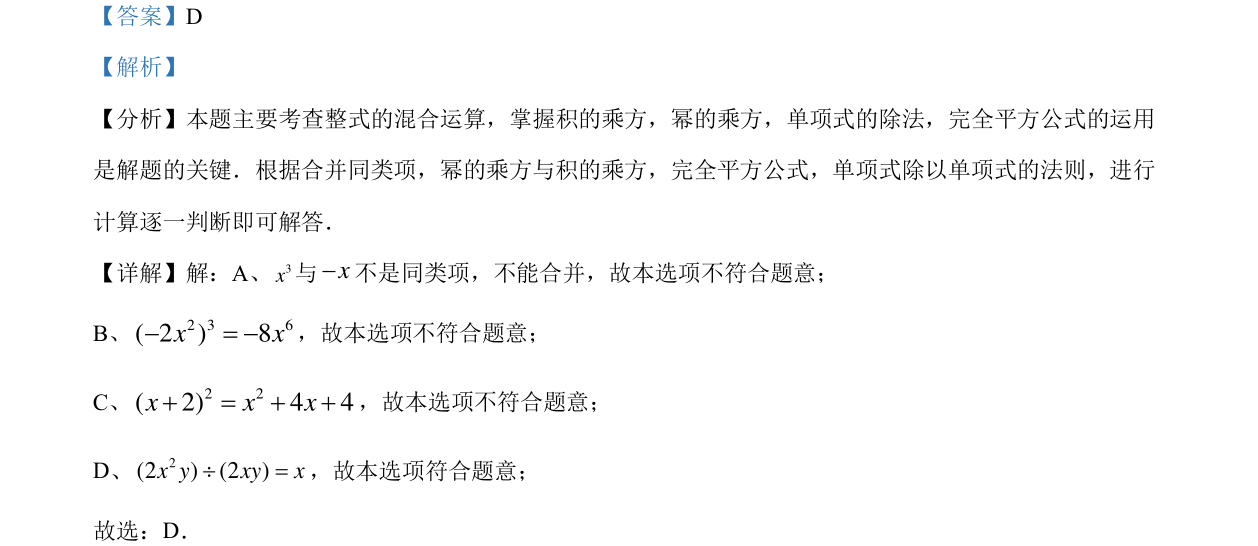 【答案】D
【解析】
【分析】本题主要考查整式的混合运算，掌握积的乘方，幂的乘方，单项式的除法，完全平方公式的运用
是解题的关键．根据合并同类项，幂的乘方与积的乘方，完全平方公式，单项式除以单项式的法则，进行
计算逐一判断即可解答．
【详解】解：A、x³与−x不是同类项，不能合并，故本选项不符合题意；
B、(−2x²)³ = −8x⁶，故本选项不符合题意；
C、(x+2)² = x² + 4x + 4，故本选项不符合题意；
D、(2x²y)÷(2xy) = x，故本选项符合题意；
故选：D．